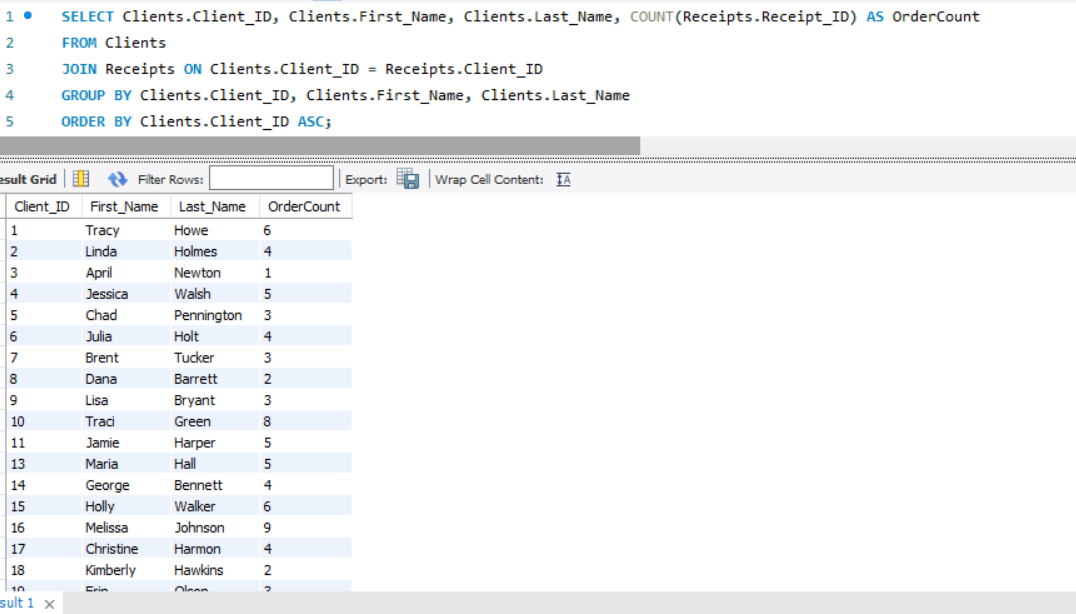 1 SELECT Clients.Client_ID, Clients.First_Name, Clients.Last_Name, COUNT(Receipts.Receipt_ID) AS OrderCount
2 FROM Clients
3 JOIN Receipts ON Clients.Client_ID = Receipts.Client_ID
4 GROUP BY Clients.Client_ID, Clients.First_Name, Clients.Last_Name
5 ORDER BY Clients.Client_ID ASC;
esult Grid Filter Rows: Export: Wrap Cell Content: IA
Client_ID First_Name Last_Name OrderCount
1 Tracy Howe 6
2 Linda Holmes 4
3 April Newton 1
4 Jessica Walsh 5
5 Chad Pennington 3
6 Julia Holt 4
7 Brent Tucker 3
8 Dana Barrett 2
9 Lisa Bryant 3
10 Traci Green 8
11 Jamie Harper 5
13 Maria Hall 5
14 George Bennett 4
15 Holly Walker 6
16 Melissa Johnson 9
17 Christine Harmon 4
18 Kimberly Hawkins 2
19 Erin Olson
sult 1